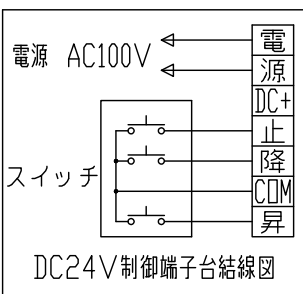 電源 AC100V
電
源
DC+
止
降
COM
昇
スイッチ
DC24V制御端子台結線図